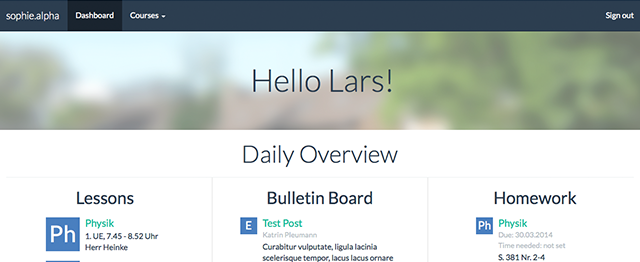 sophie.alpha Dashboard Courses Sign out
Hello Lars!
Daily Overview
Lessons
Ph
Physik
1. UE, 7.45 - 8.52 Uhr
Herr Heinke
Bulletin Board
E
Test Post
Katrin Pleumann
Curabitur vulputate, ligula lacinia
scelerisque tempor, lacus lacus ornare
Homework
Ph
Physik
Due: 30.03.2014
Time needed: not set
S. 381 Nr. 2-4